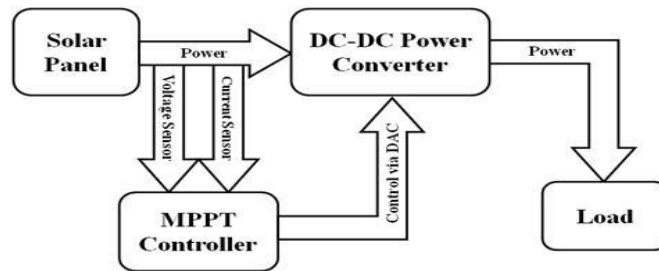 Solar
Panel
Power
DC-DC Power
Converter
Power
Voltage Sensor
Current Sensor
Control via DAC
MPPT
Controller
Load